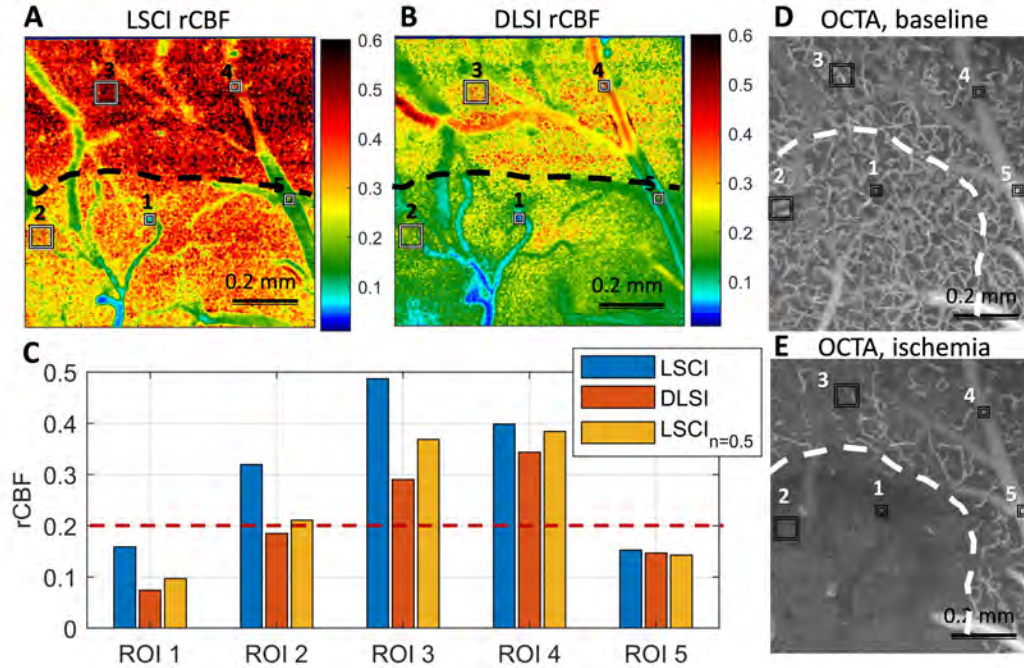 A
LSCI rCBF
0.6
0.5
0.4
0.3
0.2
0.1
3
4
5
2
1
0.2 mm
B
DLSI rCBF
0.6
0.5
0.4
0.3
0.2
0.1
3
4
5
2
1
0.2 mm
D
OCTA, baseline
3
4
2
1
5
0.2 mm
C
rCBF
0.5
0.4
0.3
0.2
0.1
0
LSCI
DLSI
LSCIn=0.5
ROI 1 ROI 2 ROI 3 ROI 4 ROI 5
E
OCTA, ischemia
3
4
2
1
5
0.2 mm